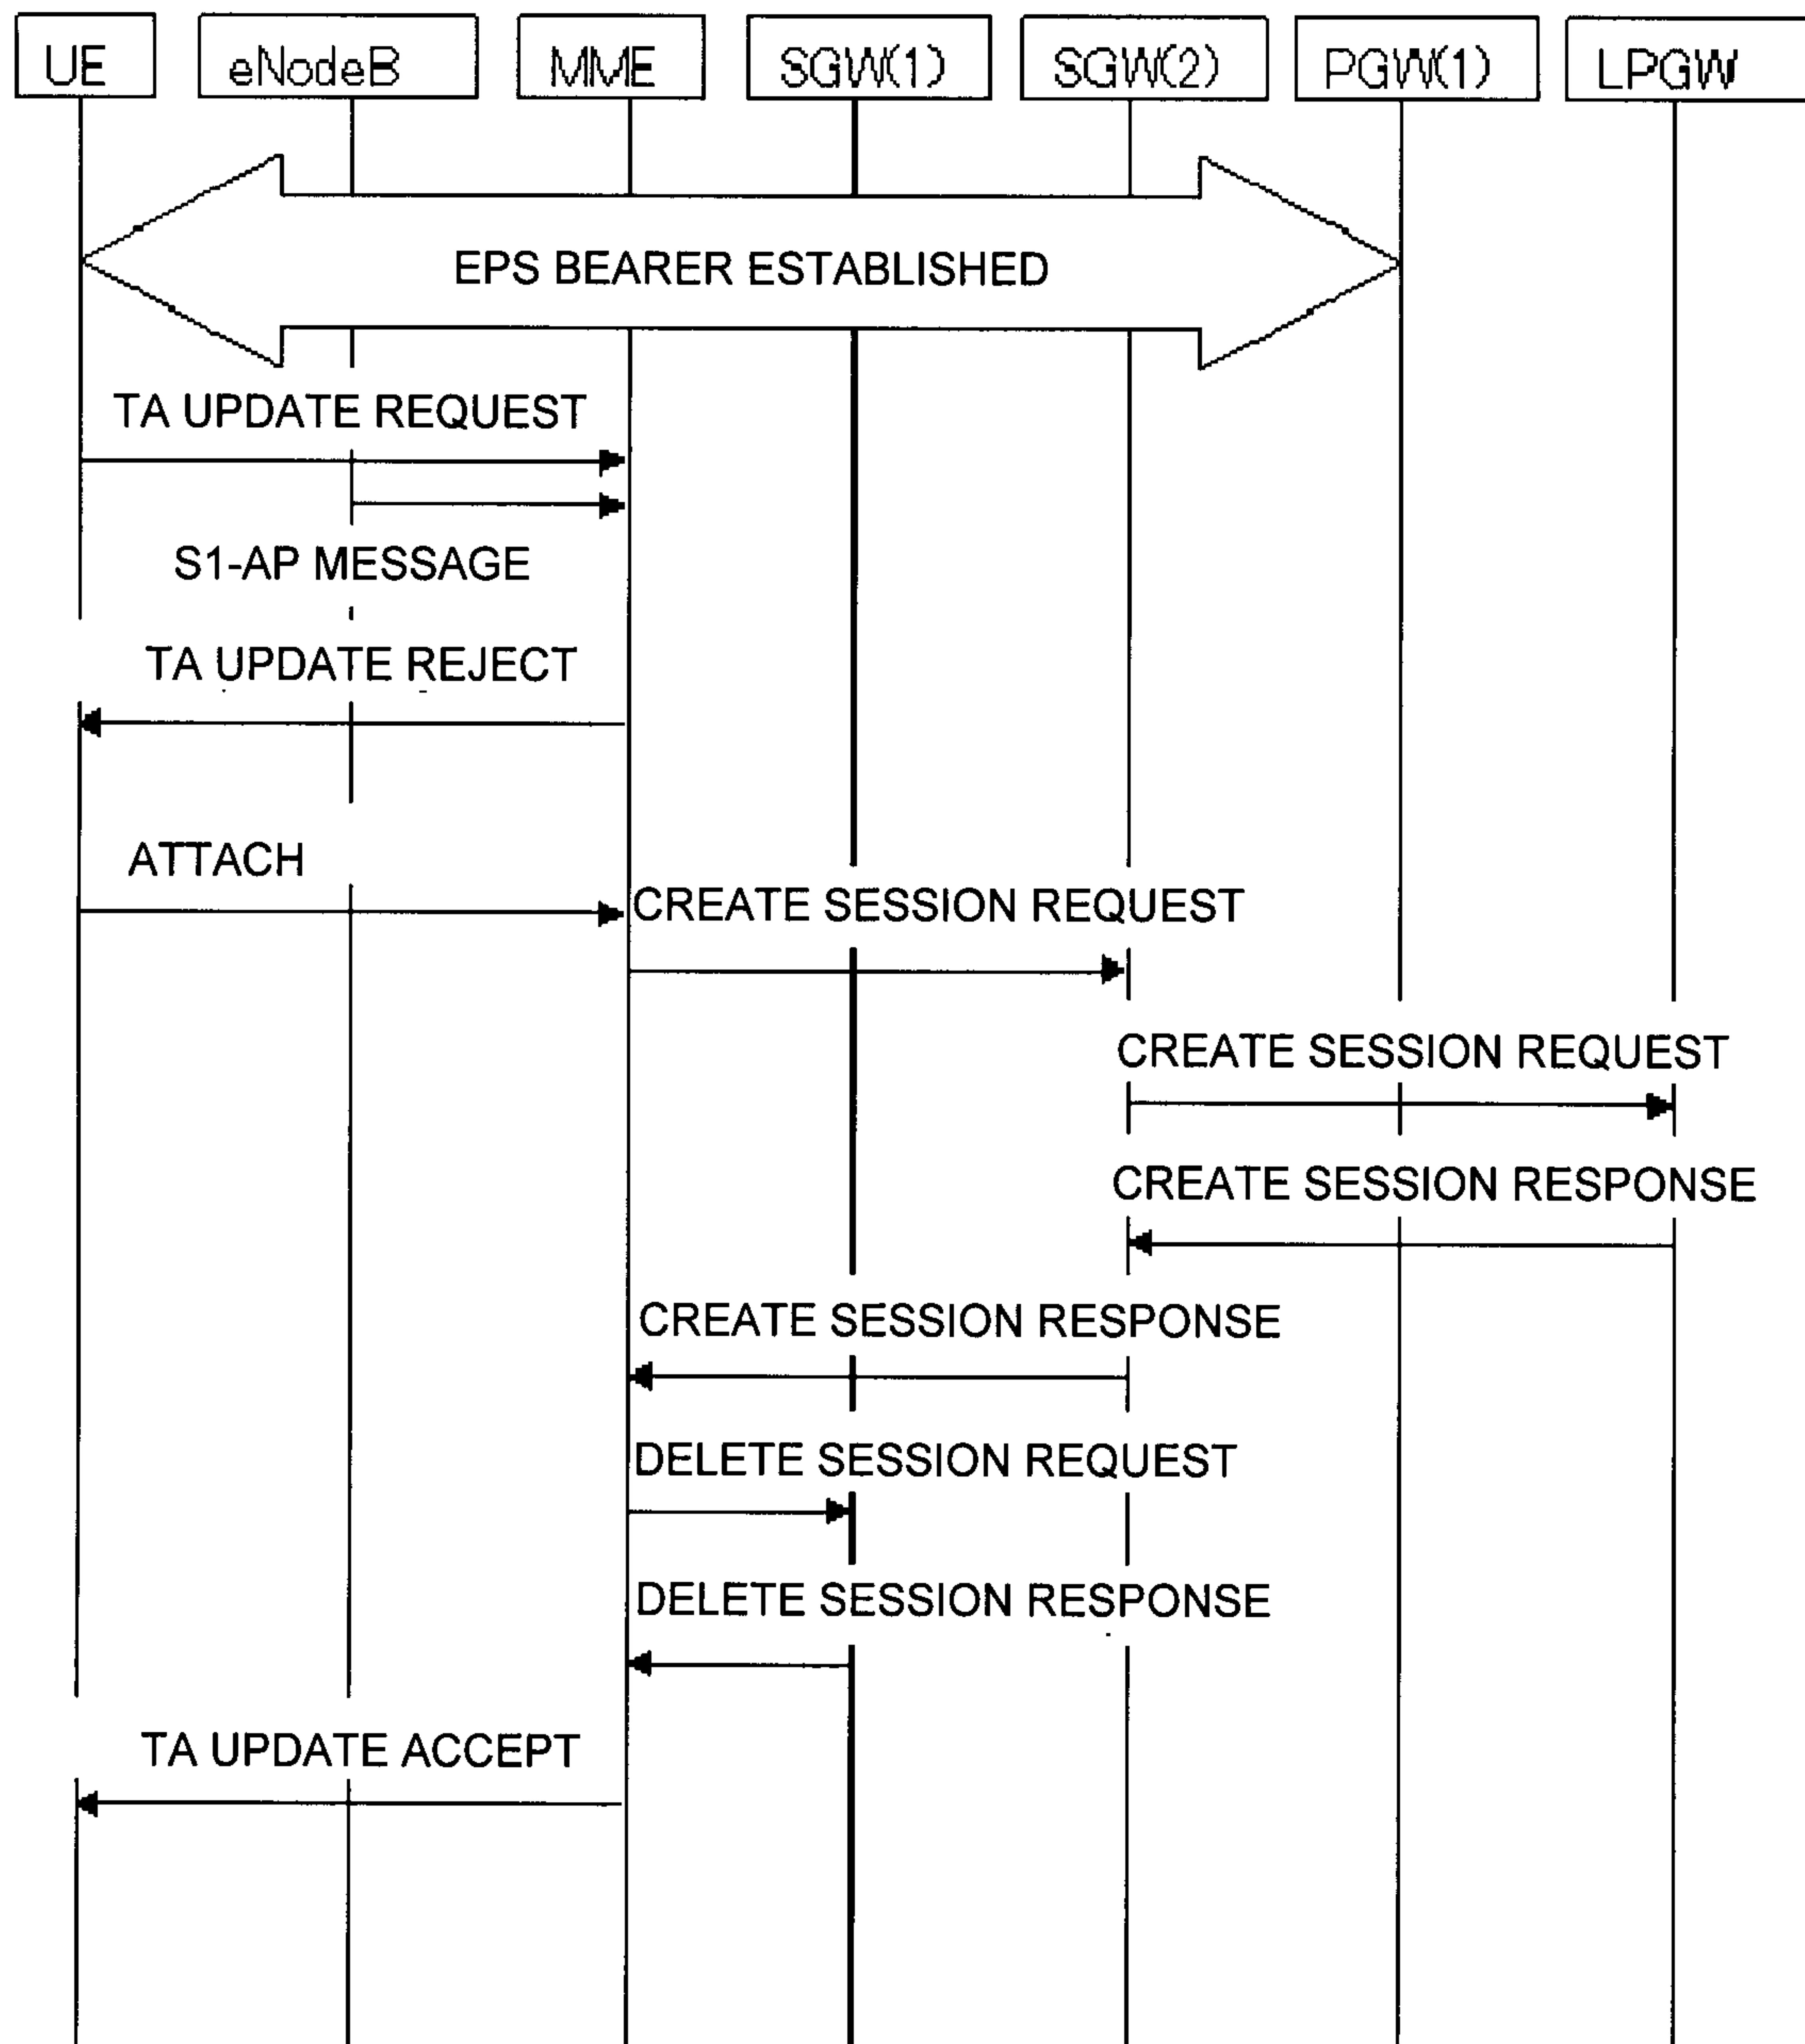 UE eNodeB MME SGW(1) SGW(2) PGW(1) LPGW
EPS BEARER ESTABLISHED
TA UPDATE REQUEST
S1-AP MESSAGE
TA UPDATE REJECT
ATTACH
CREATE SESSION REQUEST
CREATE SESSION REQUEST
CREATE SESSION RESPONSE
CREATE SESSION RESPONSE
DELETE SESSION REQUEST
DELETE SESSION RESPONSE
TA UPDATE ACCEPT